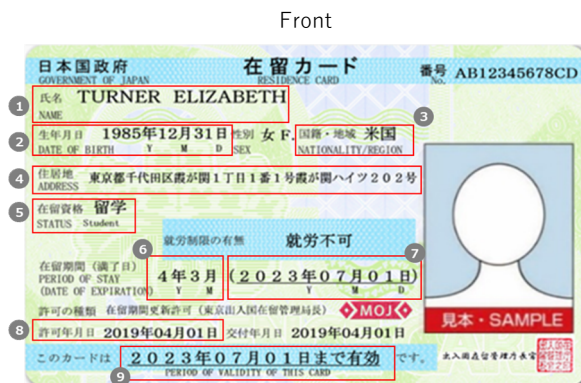 Front
日本国政府 在留カード 番号 AB12345678CD
GOVERNMENT OF JAPAN RESIDENCE CARD No.
1 氏名 TURNER ELIZABETH
NAME
3
2 生年月日 1985年12月31日 性別 女 F. 国籍・地域 米国
DATE OF BIRTH Y M D SEX NATIONALITY/REGION
4 住居地 東京都千代田区霞が関1丁目1番1号霞が関ハイツ202号
ADDRESS
5 在留資格 留学
STATUS Student
就労制限の有無 就労不可
6 7
在留期間(満了日) 4年3月 (2023年07月01日)
PERIOD OF STAY Y M Y M D
(DATE OF EXPIRATION)
許可の種類 在留期間更新許可(東京出入国在留管理局長) MOJ
8 許可年月日 2019年04月01日 交付年月日 2019年04月01日
見本・SAMPLE
このカードは 2023年07月01日まで有効 です。 出入国在留管理庁長官
PERIOD OF VALIDITY OF THIS CARD
9